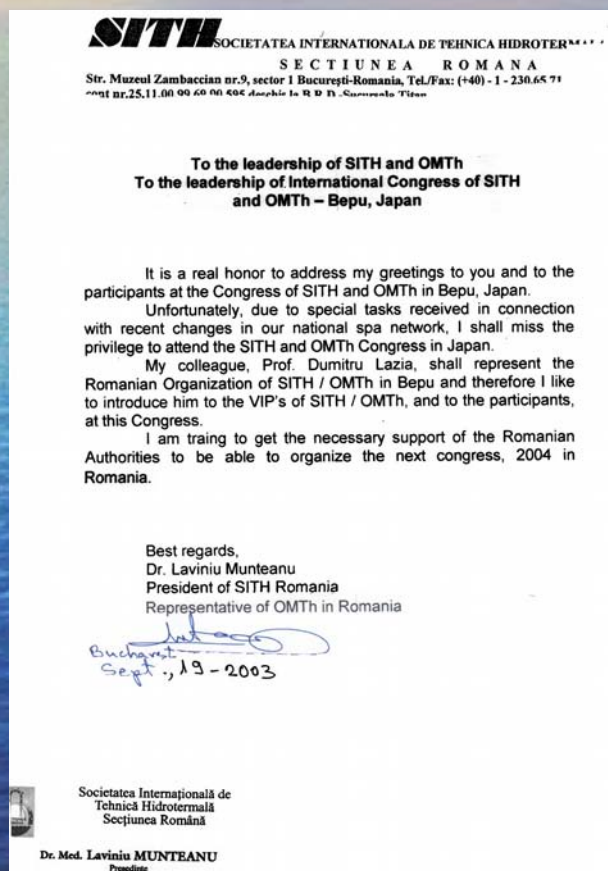 SITH SOCIETATEA INTERNATIONALA DE TEHNICA HIDROTERMALA
SECTIUNEA ROMANA
Str. Muzeul Zambaccian nr.9, sector 1 București-Romania, Tel./Fax: (+40) - 1 - 230.65 71
To the leadership of SITH and OMTh
To the leadership of International Congress of SITH
and OMTh – Bepu, Japan
It is a real honor to address my greetings to you and to the
participants at the Congress of SITH and OMTh in Bepu, Japan.
Unfortunately, due to special tasks received in connection
with recent changes in our national spa network, I shall miss the
privilege to attend the SITH and OMTh Congress in Japan.
My colleague, Prof. Dumitru Lazia, shall represent the
Romanian Organization of SITH / OMTh in Bepu and therefore I like
to introduce him to the VIP's of SITH / OMTh, and to the participants,
at this Congress.
I am traing to get the necessary support of the Romanian
Authorities to be able to organize the next congress, 2004 in
Romania.
Best regards,
Dr. Laviniu Munteanu
President of SITH Romania
Representative of OMTh in Romania
Bucharest
Sept., 19 - 2003
Societatea Internațională de
Tehnică Hidrotermală
Secțiunea Română
Dr. Med. Laviniu MUNTEANU
Președinte